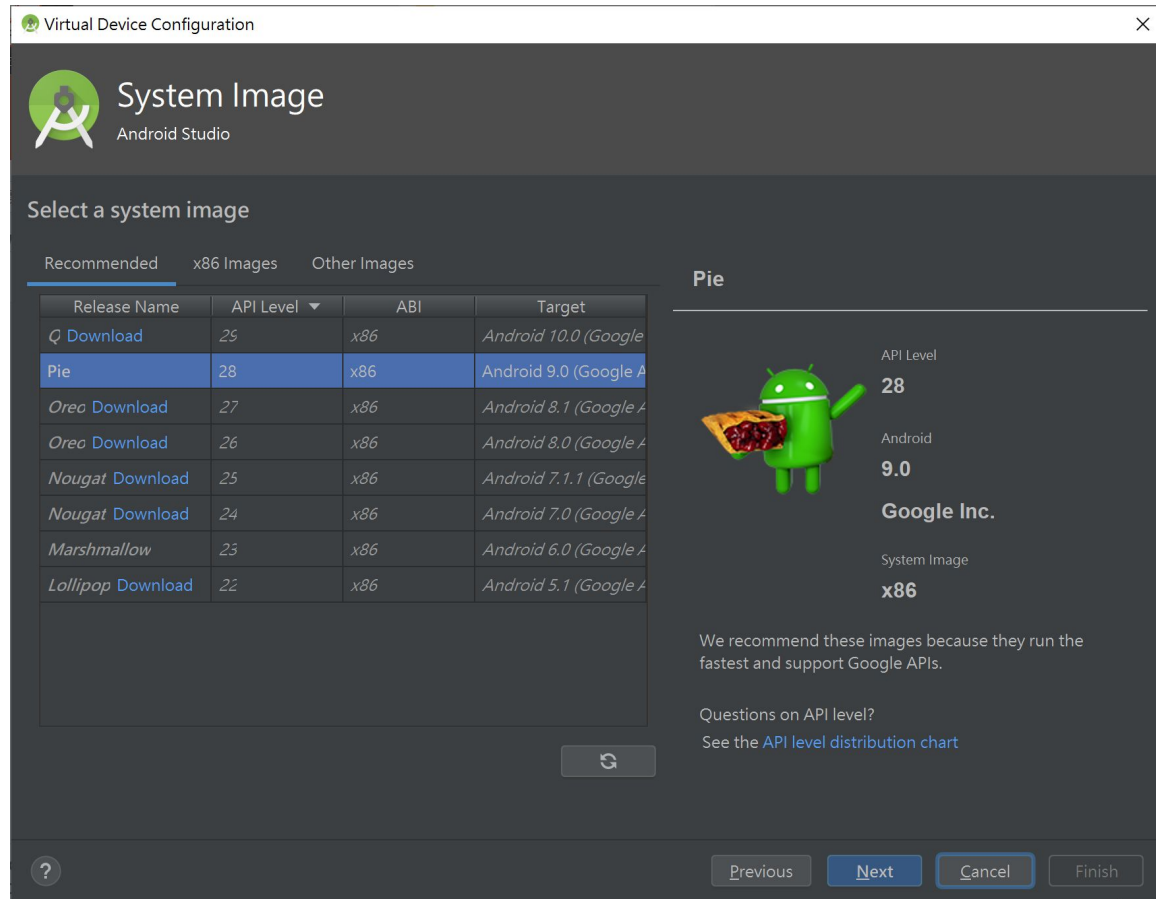 Virtual Device Configuration
System Image
Android Studio
Select a system image
Recommended x86 Images Other Images
Release Name API Level ABI Target
Q Download 29 x86 Android 10.0 (Google
Pie 28 x86 Android 9.0 (Google A
Oreo Download 27 x86 Android 8.1 (Google A
Oreo Download 26 x86 Android 8.0 (Google A
Nougat Download 25 x86 Android 7.1.1 (Google
Nougat Download 24 x86 Android 7.0 (Google A
Marshmallow 23 x86 Android 6.0 (Google A
Lollipop Download 22 x86 Android 5.1 (Google A
Pie
API Level
28
Android
9.0
Google Inc.
System Image
x86
We recommend these images because they run the
fastest and support Google APIs.
Questions on API level?
See the API level distribution chart
? Previous Next Cancel Finish